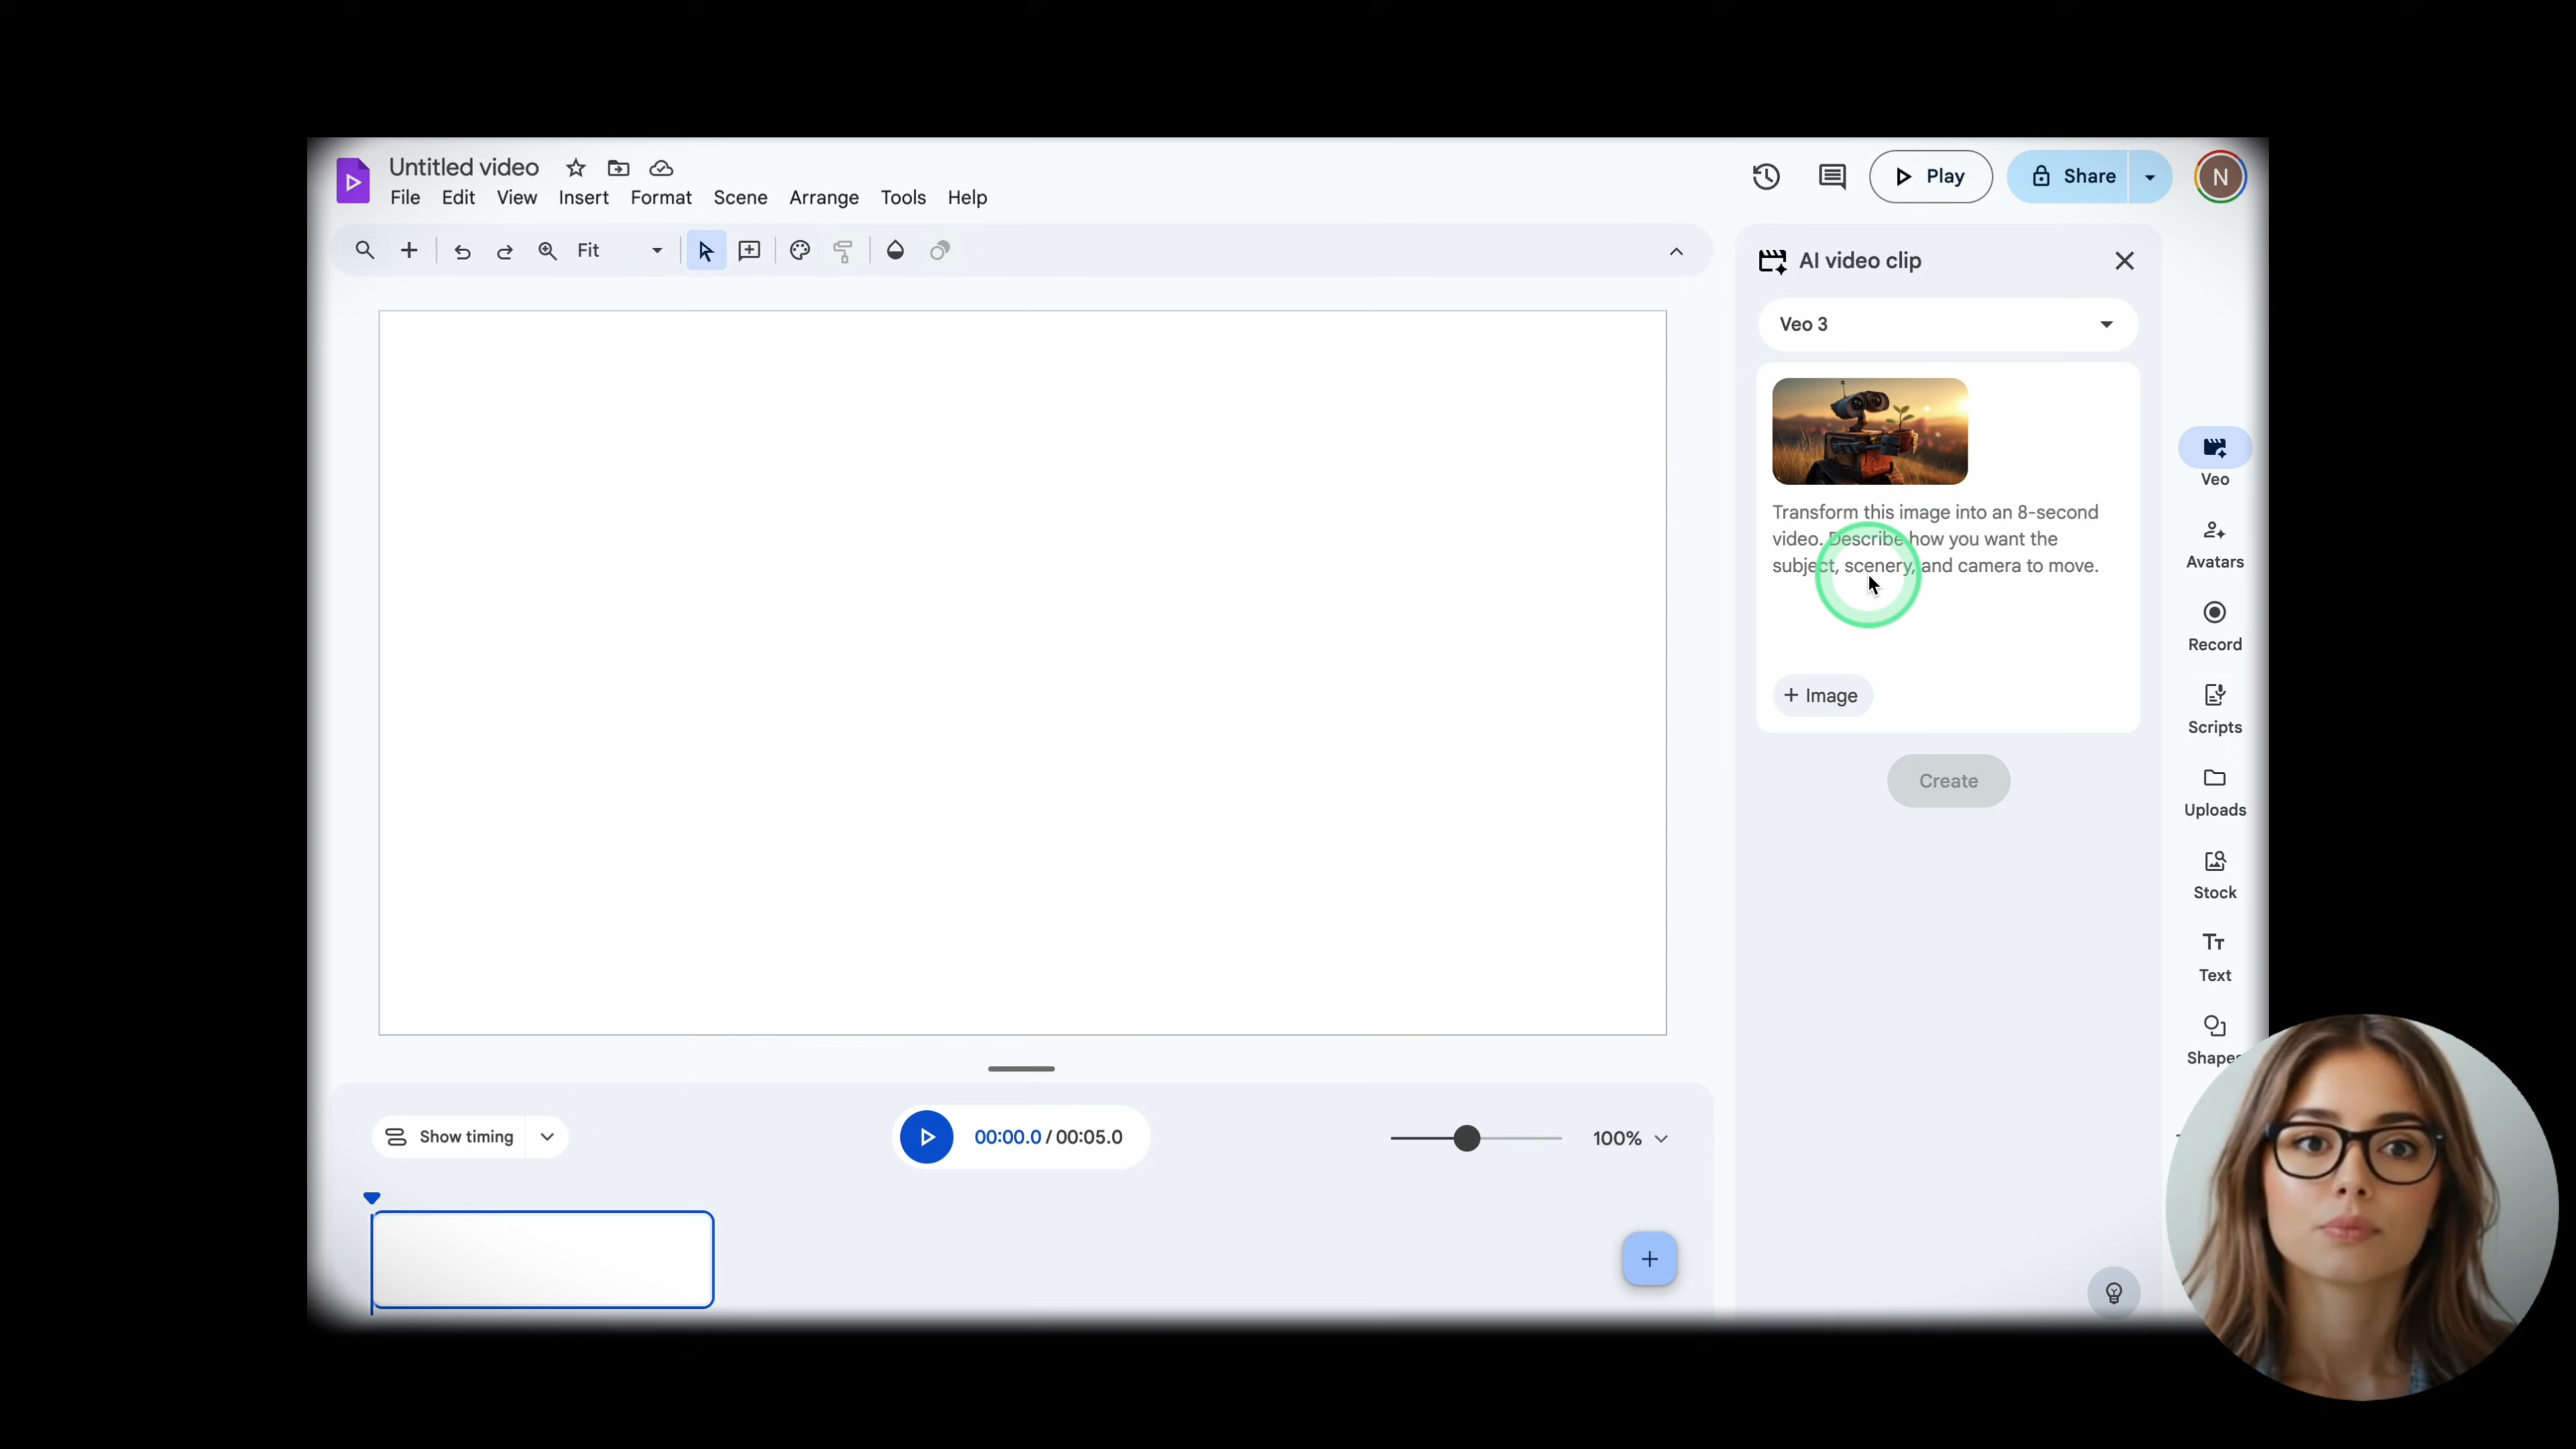 Untitled video
File Edit View Insert Format Scene Arrange Tools Help
Play
Share
N
Fit
AI video clip
Veo 3
Transform this image into an 8-second
video. Describe how you want the
subject, scenery, and camera to move.
+ Image
Create
Veo
Avatars
Record
Scripts
Uploads
Stock
Tт
Text
Shapes
Show timing
00:00.0 / 00:05.0
100%